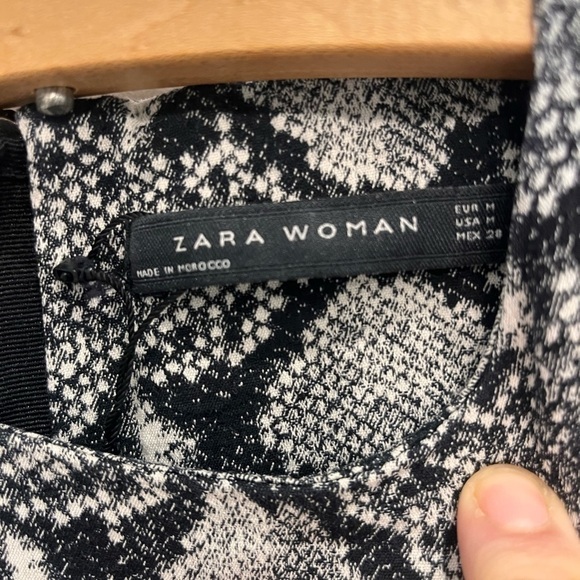 ZARA WOMAN
EUR M
USA M
MEX 28
MADE IN MOROCCO